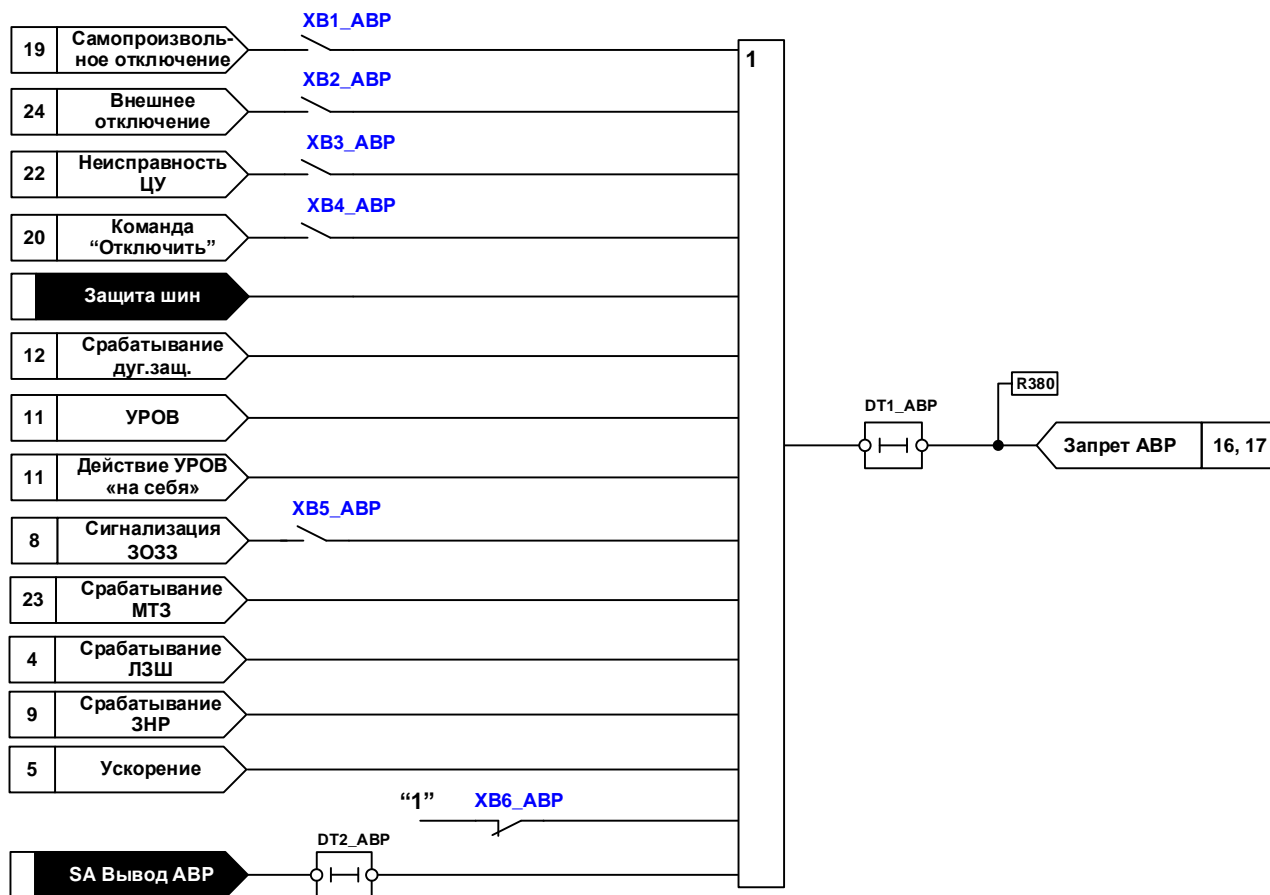 XB1_АВР
19 Самопроизволь-
ное отключение
1
XB2_АВР
24 Внешнее
отключение
XB3_АВР
22 Неисправность
ЦУ
XB4_АВР
20 Команда
“Отключить”
Защита шин
12 Срабатывание
дуг.защ.
R380
DT1_АВР
11 УРОВ
Запрет АВР 16, 17
11 Действие УРОВ
«на себя»
XB5_АВР
8 Сигнализация
ЗОЗЗ
23 Срабатывание
МТЗ
4 Срабатывание
ЛЗШ
9 Срабатывание
ЗНР
5 Ускорение
“1” XB6_АВР
DT2_АВР
SA Вывод АВР